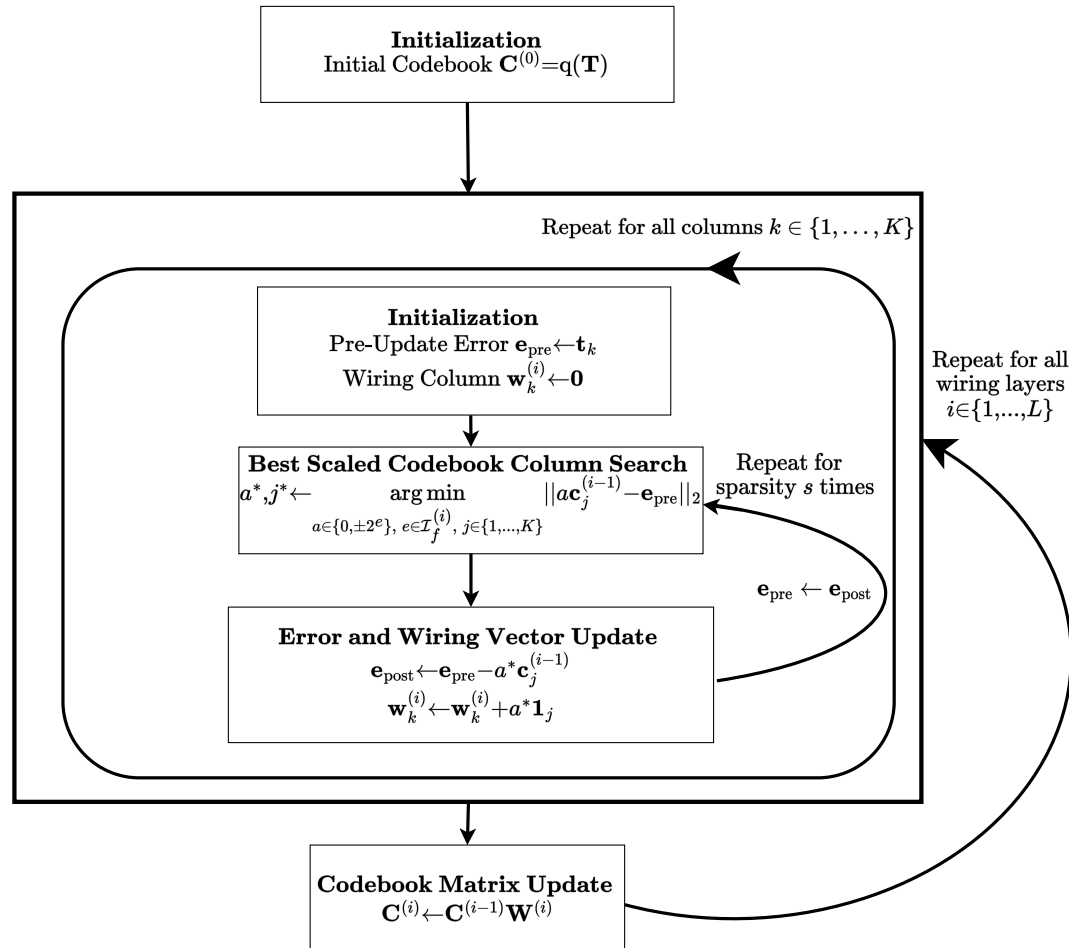 Initialization
Initial Codebook C⁽⁰⁾=q(T)
Repeat for all columns k ∈ {1, . . . , K}
Initialization
Pre-Update Error e_pre←t_k
Wiring Column w_k^(i)←0
Best Scaled Codebook Column Search
a*,j*← arg min ||ac_j^(i−1)−e_pre||₂
a∈{0,±2^e}, e∈I_f^(i), j∈{1,...,K}
Repeat for
sparsity s times
e_pre ← e_post
Error and Wiring Vector Update
e_post←e_pre−a*c_j^(i−1)
w_k^(i)←w_k^(i)+a*1_j
Repeat for all
wiring layers
i∈{1,...,L}
Codebook Matrix Update
C^(i)←C^(i−1)W^(i)